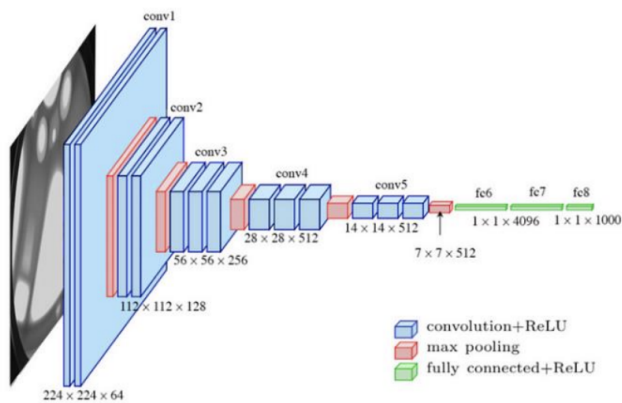 conv1
conv2
conv3
conv4
conv5
fc6
fc7
fc8
1 × 1 × 4096
1 × 1 × 1000
14 × 14 × 512
28 × 28 × 512
7 × 7 × 512
56 × 56 × 256
112 × 112 × 128
224 × 224 × 64
convolution+ReLU
max pooling
fully connected+ReLU